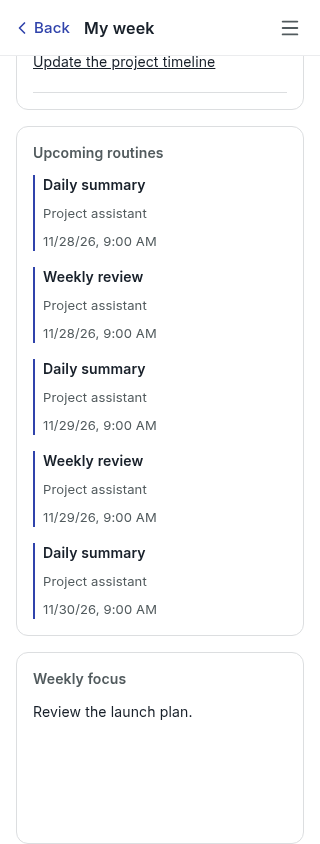 Back
My week
Update the project timeline
Upcoming routines
Daily summary
Project assistant
11/28/26, 9:00 AM
Weekly review
Project assistant
11/28/26, 9:00 AM
Daily summary
Project assistant
11/29/26, 9:00 AM
Weekly review
Project assistant
11/29/26, 9:00 AM
Daily summary
Project assistant
11/30/26, 9:00 AM
Weekly focus
Review the launch plan.